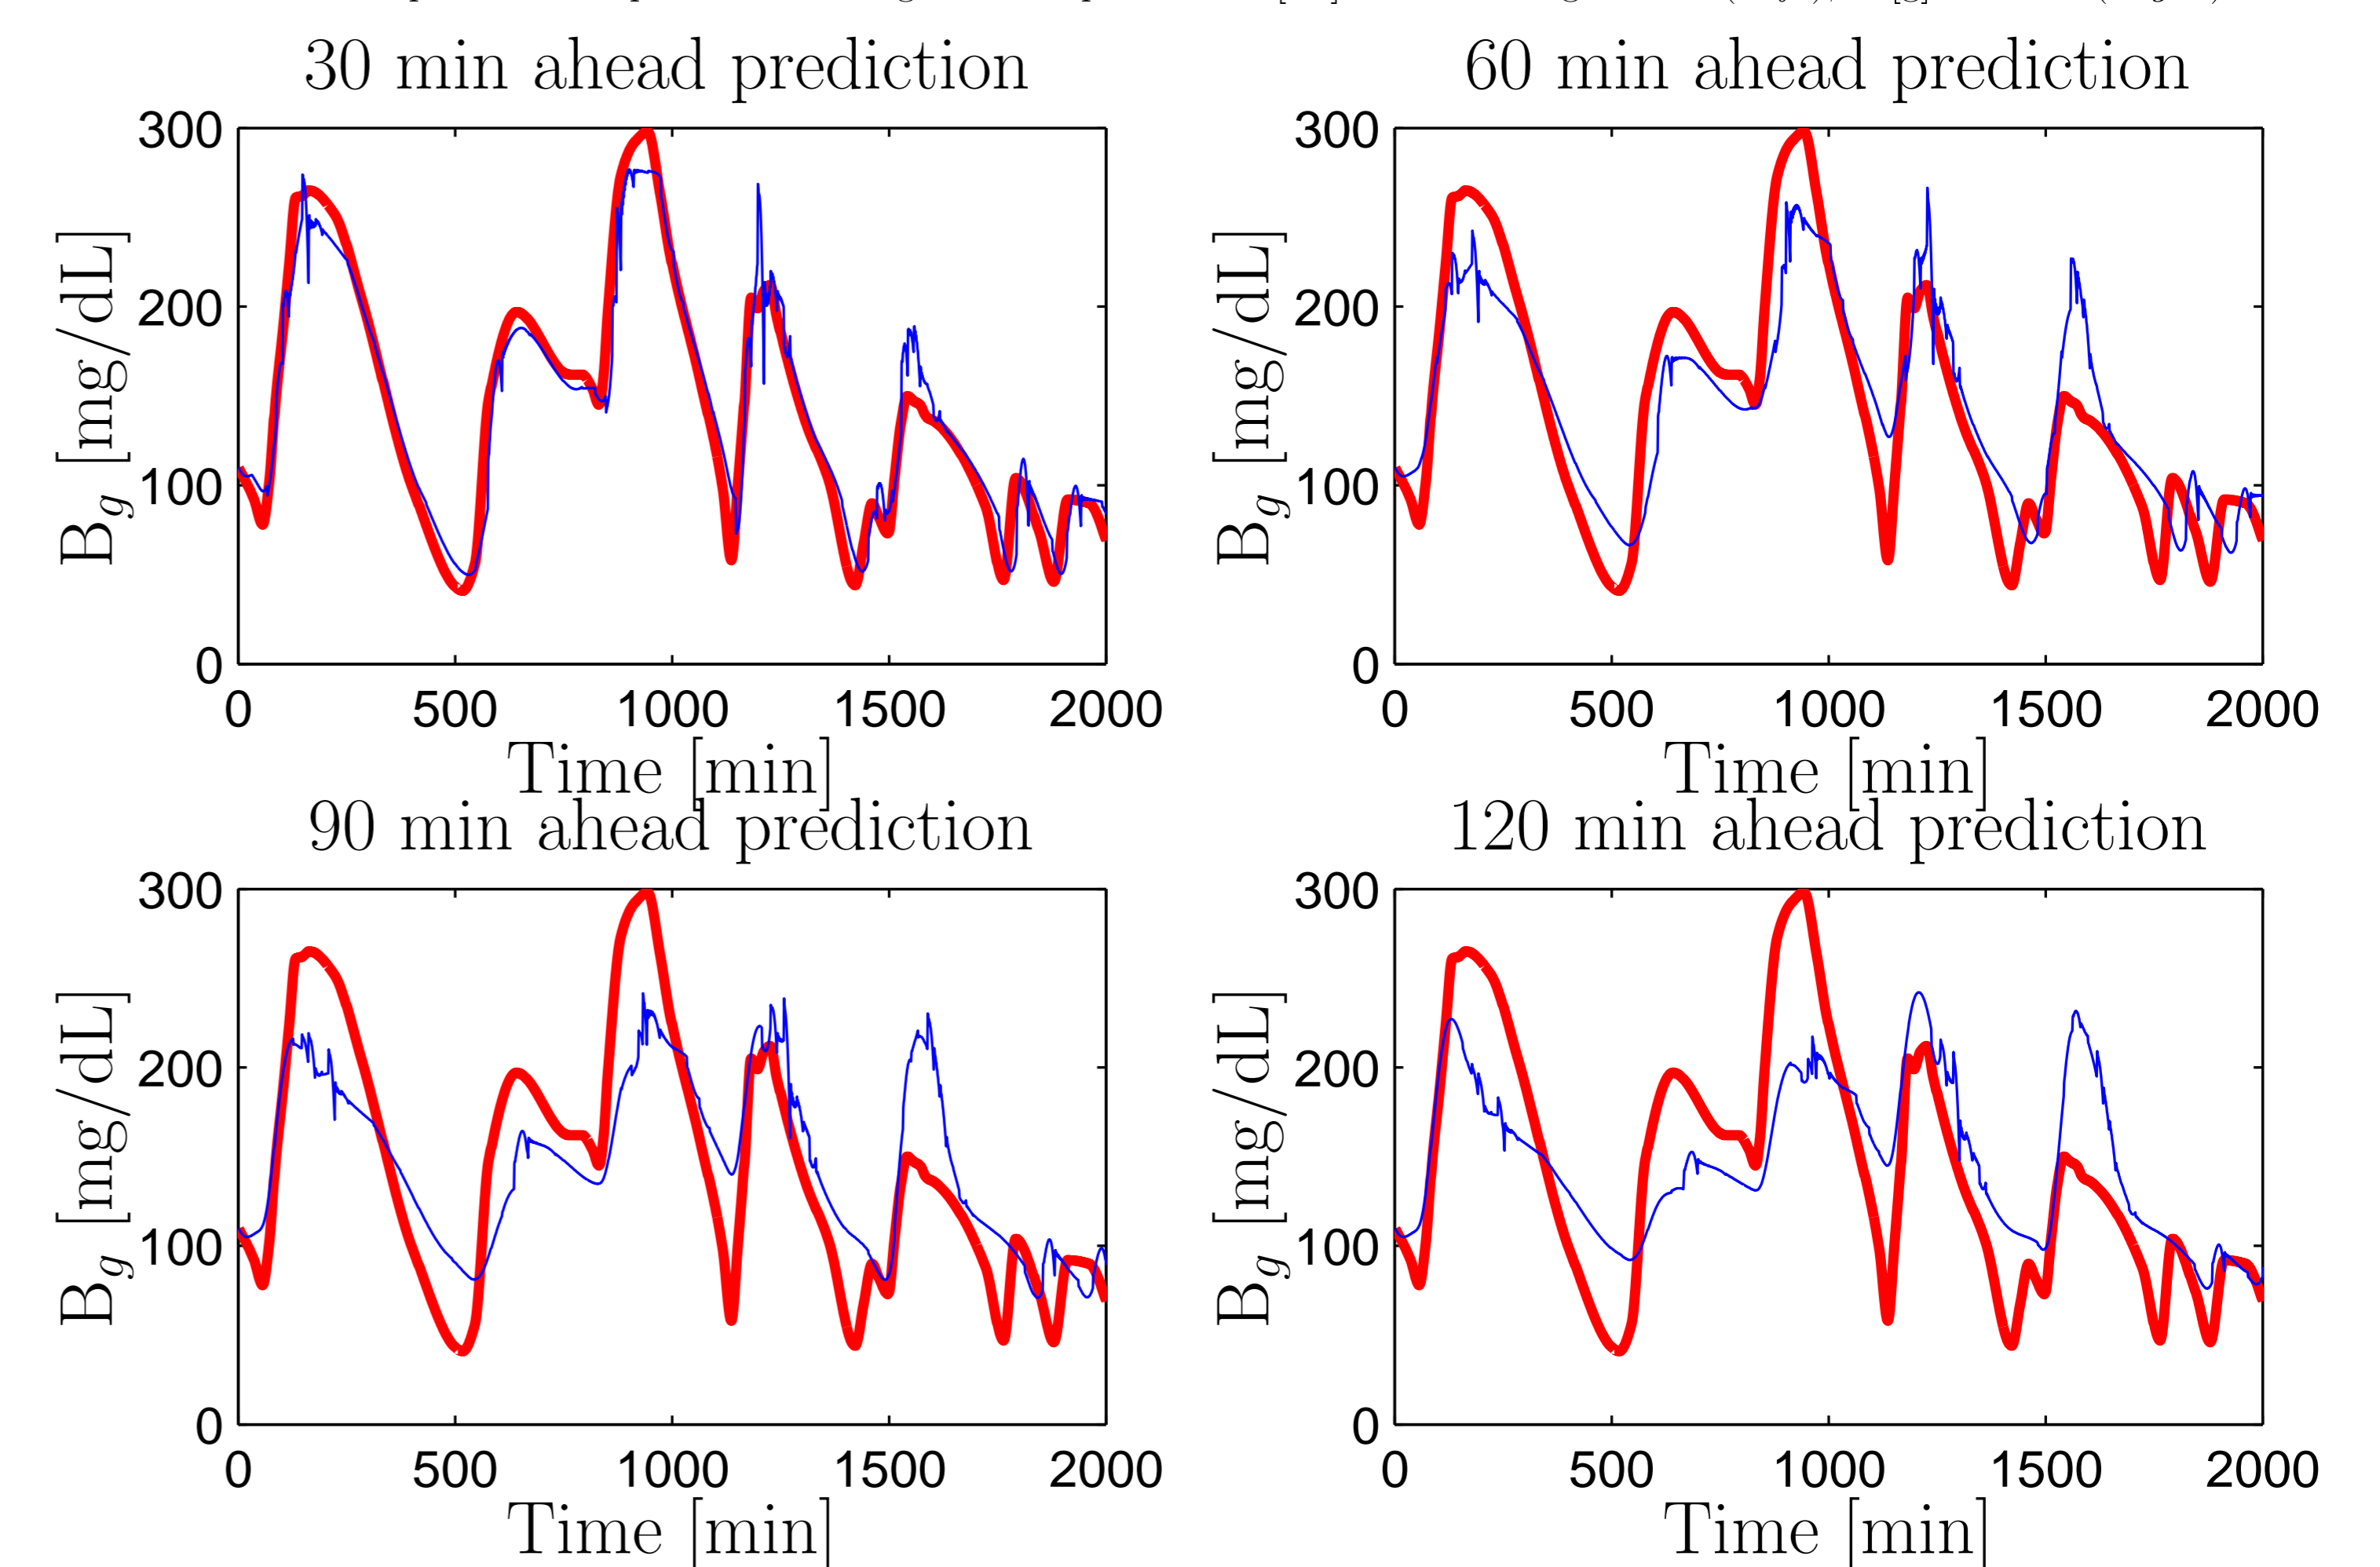 30 min ahead prediction
60 min ahead prediction
300
200
100
0
B_g [mg/dL]
0 500 1000 1500 2000
Time [min]
300
200
100
0
B_g [mg/dL]
0 500 1000 1500 2000
Time [min]
90 min ahead prediction
120 min ahead prediction
300
200
100
0
B_g [mg/dL]
0 500 1000 1500 2000
Time [min]
300
200
100
0
B_g [mg/dL]
0 500 1000 1500 2000
Time [min]